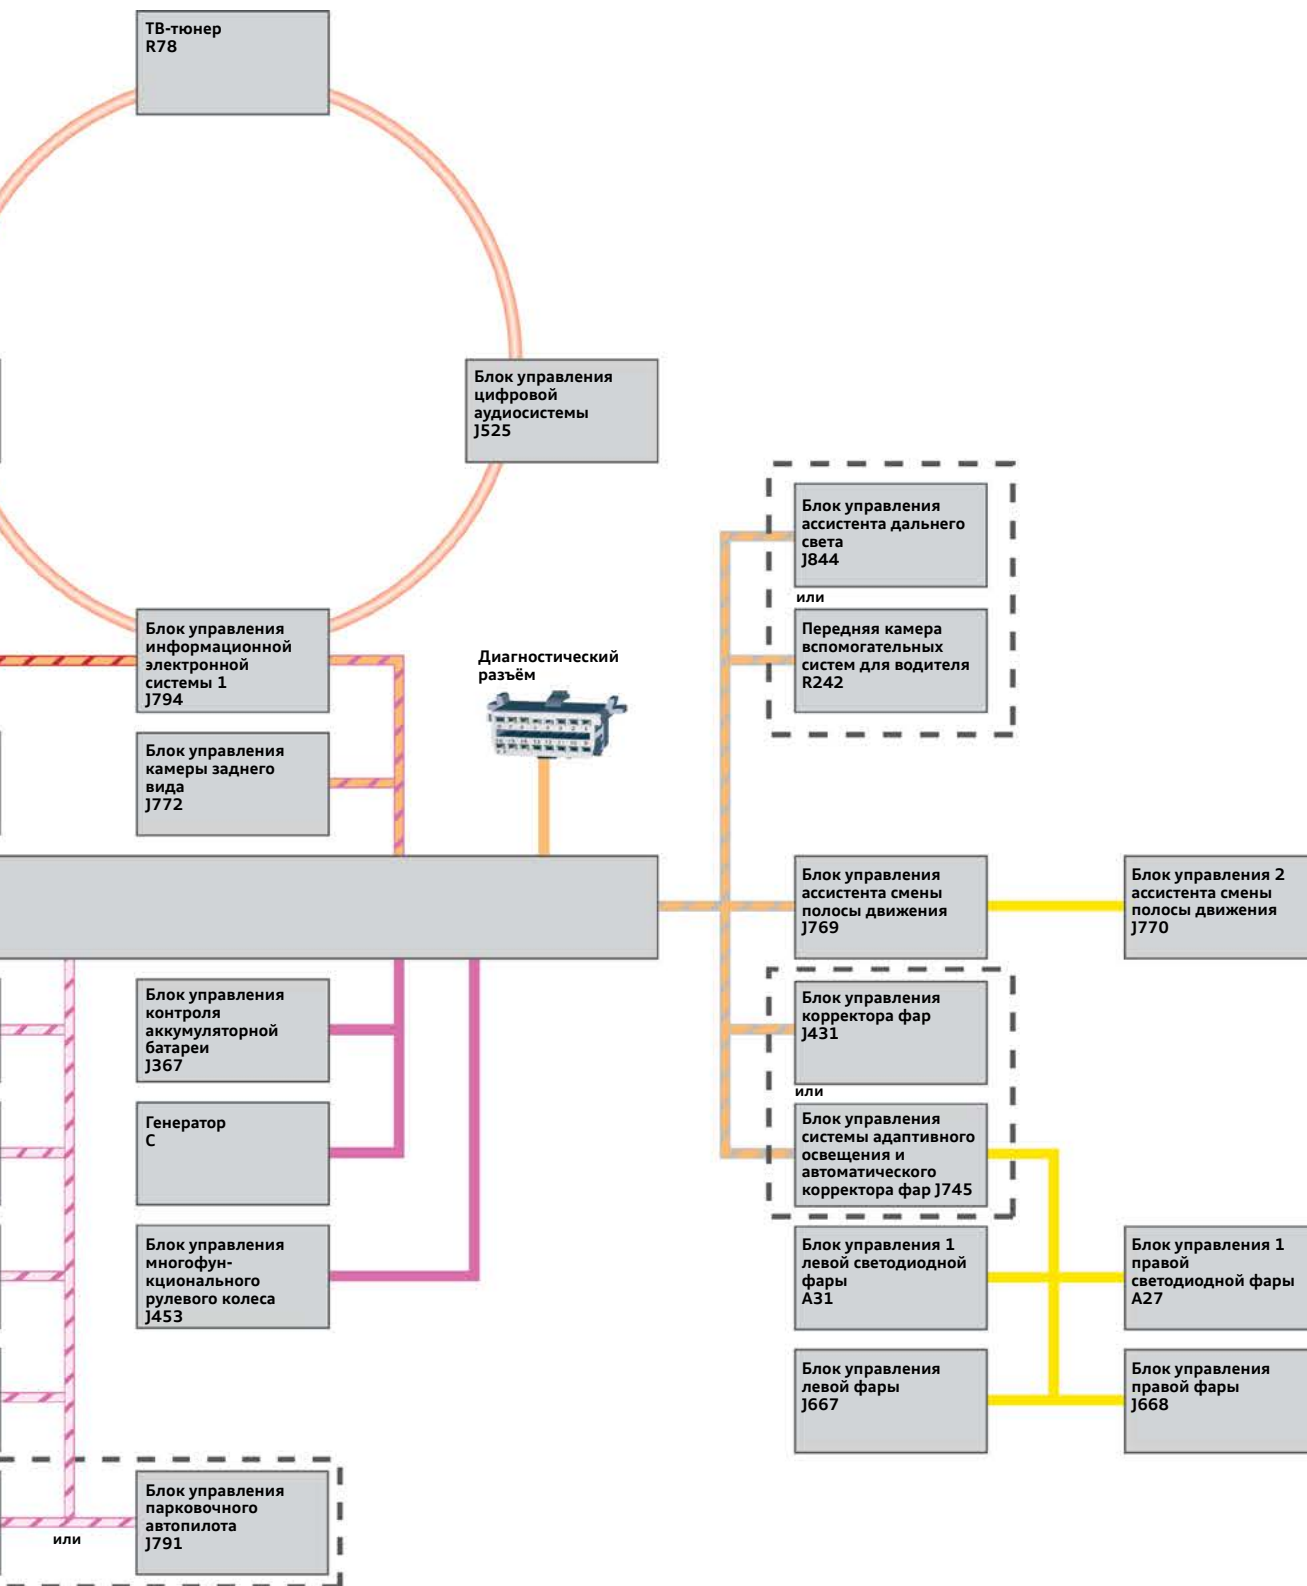 ТВ-тюнер
R78
Блок управления
цифровой
аудиосистемы
J525
Блок управления
ассистента дальнего
света
J844
или
Передняя камера
вспомогательных
систем для водителя
R242
Блок управления
информационной
электронной
системы 1
J794
Диагностический
разъём
Блок управления
камеры заднего
вида
J772
Блок управления
ассистента смены
полосы движения
J769
Блок управления 2
ассистента смены
полосы движения
J770
Блок управления
контроля
аккумуляторной
батареи
J367
Блок управления
корректора фар
J431
или
Генератор
С
Блок управления
системы адаптивного
освещения и
автоматического
корректора фар J745
Блок управления
многофун-
кционального
рулевого колеса
J453
Блок управления 1
левой светодиодной
фары
A31
Блок управления 1
правой
светодиодной фары
A27
Блок управления
левой фары
J667
Блок управления
правой фары
J668
Блок управления
парковочного
автопилота
J791
или